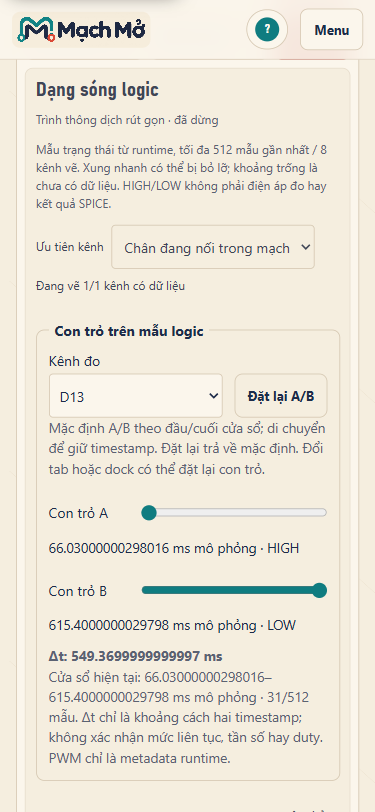 Mạch Mở
?
Menu
Dạng sóng logic
Trình thông dịch rút gọn · đã dừng
Mẫu trạng thái từ runtime, tối đa 512 mẫu gần nhất / 8
kênh vẽ. Xung nhanh có thể bị bỏ lỡ; khoảng trống là
chưa có dữ liệu. HIGH/LOW không phải điện áp đo hay
kết quả SPICE.
Ưu tiên kênh
Chân đang nối trong mạch
Đang vẽ 1/1 kênh có dữ liệu
Con trỏ trên mẫu logic
Kênh đo
D13
Đặt lại A/B
Mặc định A/B theo đầu/cuối cửa sổ; di chuyển
để giữ timestamp. Đặt lại trả về mặc định. Đổi
tab hoặc dock có thể đặt lại con trỏ.
Con trỏ A
66.03000000298016 ms mô phỏng · HIGH
Con trỏ B
615.4000000029798 ms mô phỏng · LOW
Δt: 549.3699999999997 ms
Cửa sổ hiện tại: 66.03000000298016–
615.4000000029798 ms mô phỏng · 31/512
mẫu. Δt chỉ là khoảng cách hai timestamp;
không xác nhận mức liên tục, tần số hay duty.
PWM chỉ là metadata runtime.